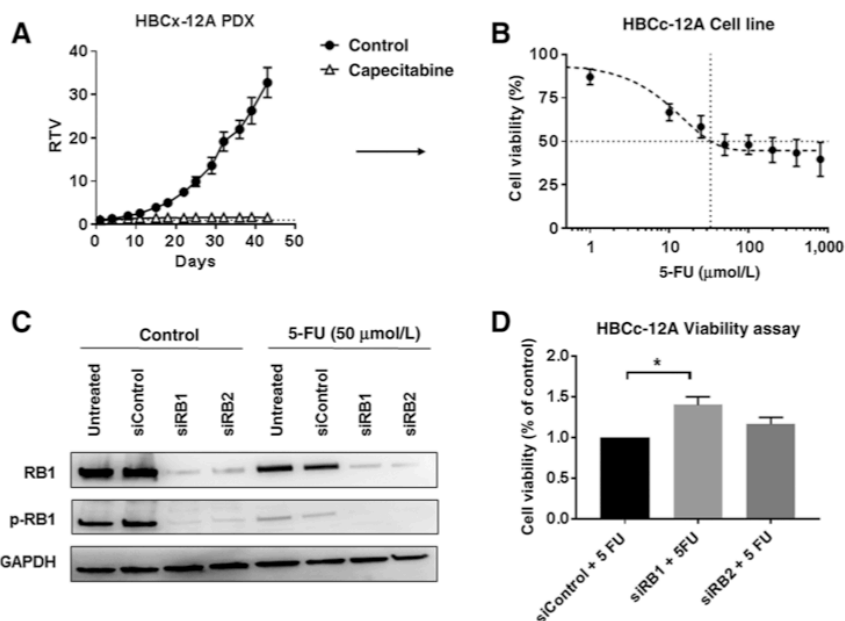 A
HBCx-12A PDX
Control
Capecitabine
RTV
40
30
20
10
0
0 10 20 30 40 50
Days
B
HBCc-12A Cell line
Cell viability (%)
100
75
50
25
0
1 10 100 1,000
5-FU (μmol/L)
C
Control 5-FU (50 μmol/L)
Untreated siControl siRB1 siRB2 Untreated siControl siRB1 siRB2
RB1
p-RB1
GAPDH
D
HBCc-12A Viability assay
Cell viability (% of control)
2.0
1.5
1.0
0.5
0.0
*
siControl + 5 FU
siRB1 + 5FU
siRB2 + 5 FU